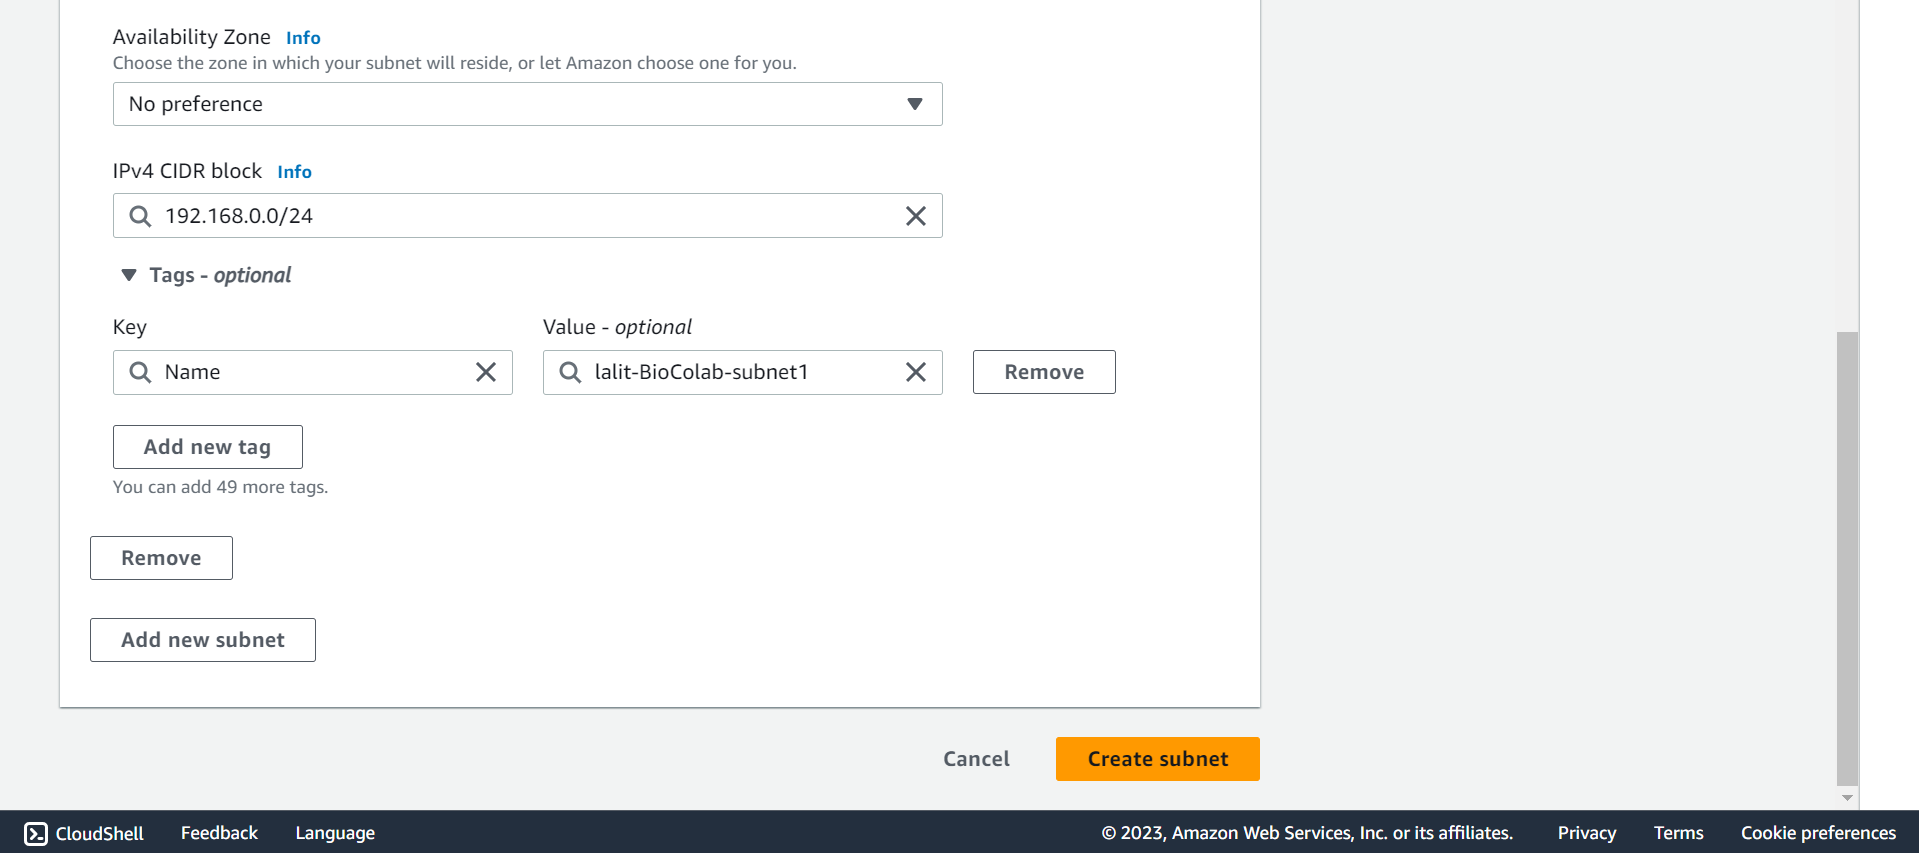 Availability Zone Info
Choose the zone in which your subnet will reside, or let Amazon choose one for you.
No preference
IPv4 CIDR block Info
192.168.0.0/24
Tags - optional
Key Value - optional
Name lalit-BioColab-subnet1 Remove
Add new tag
You can add 49 more tags.
Remove
Add new subnet
Cancel Create subnet
CloudShell Feedback Language © 2023, Amazon Web Services, Inc. or its affiliates. Privacy Terms Cookie preferences